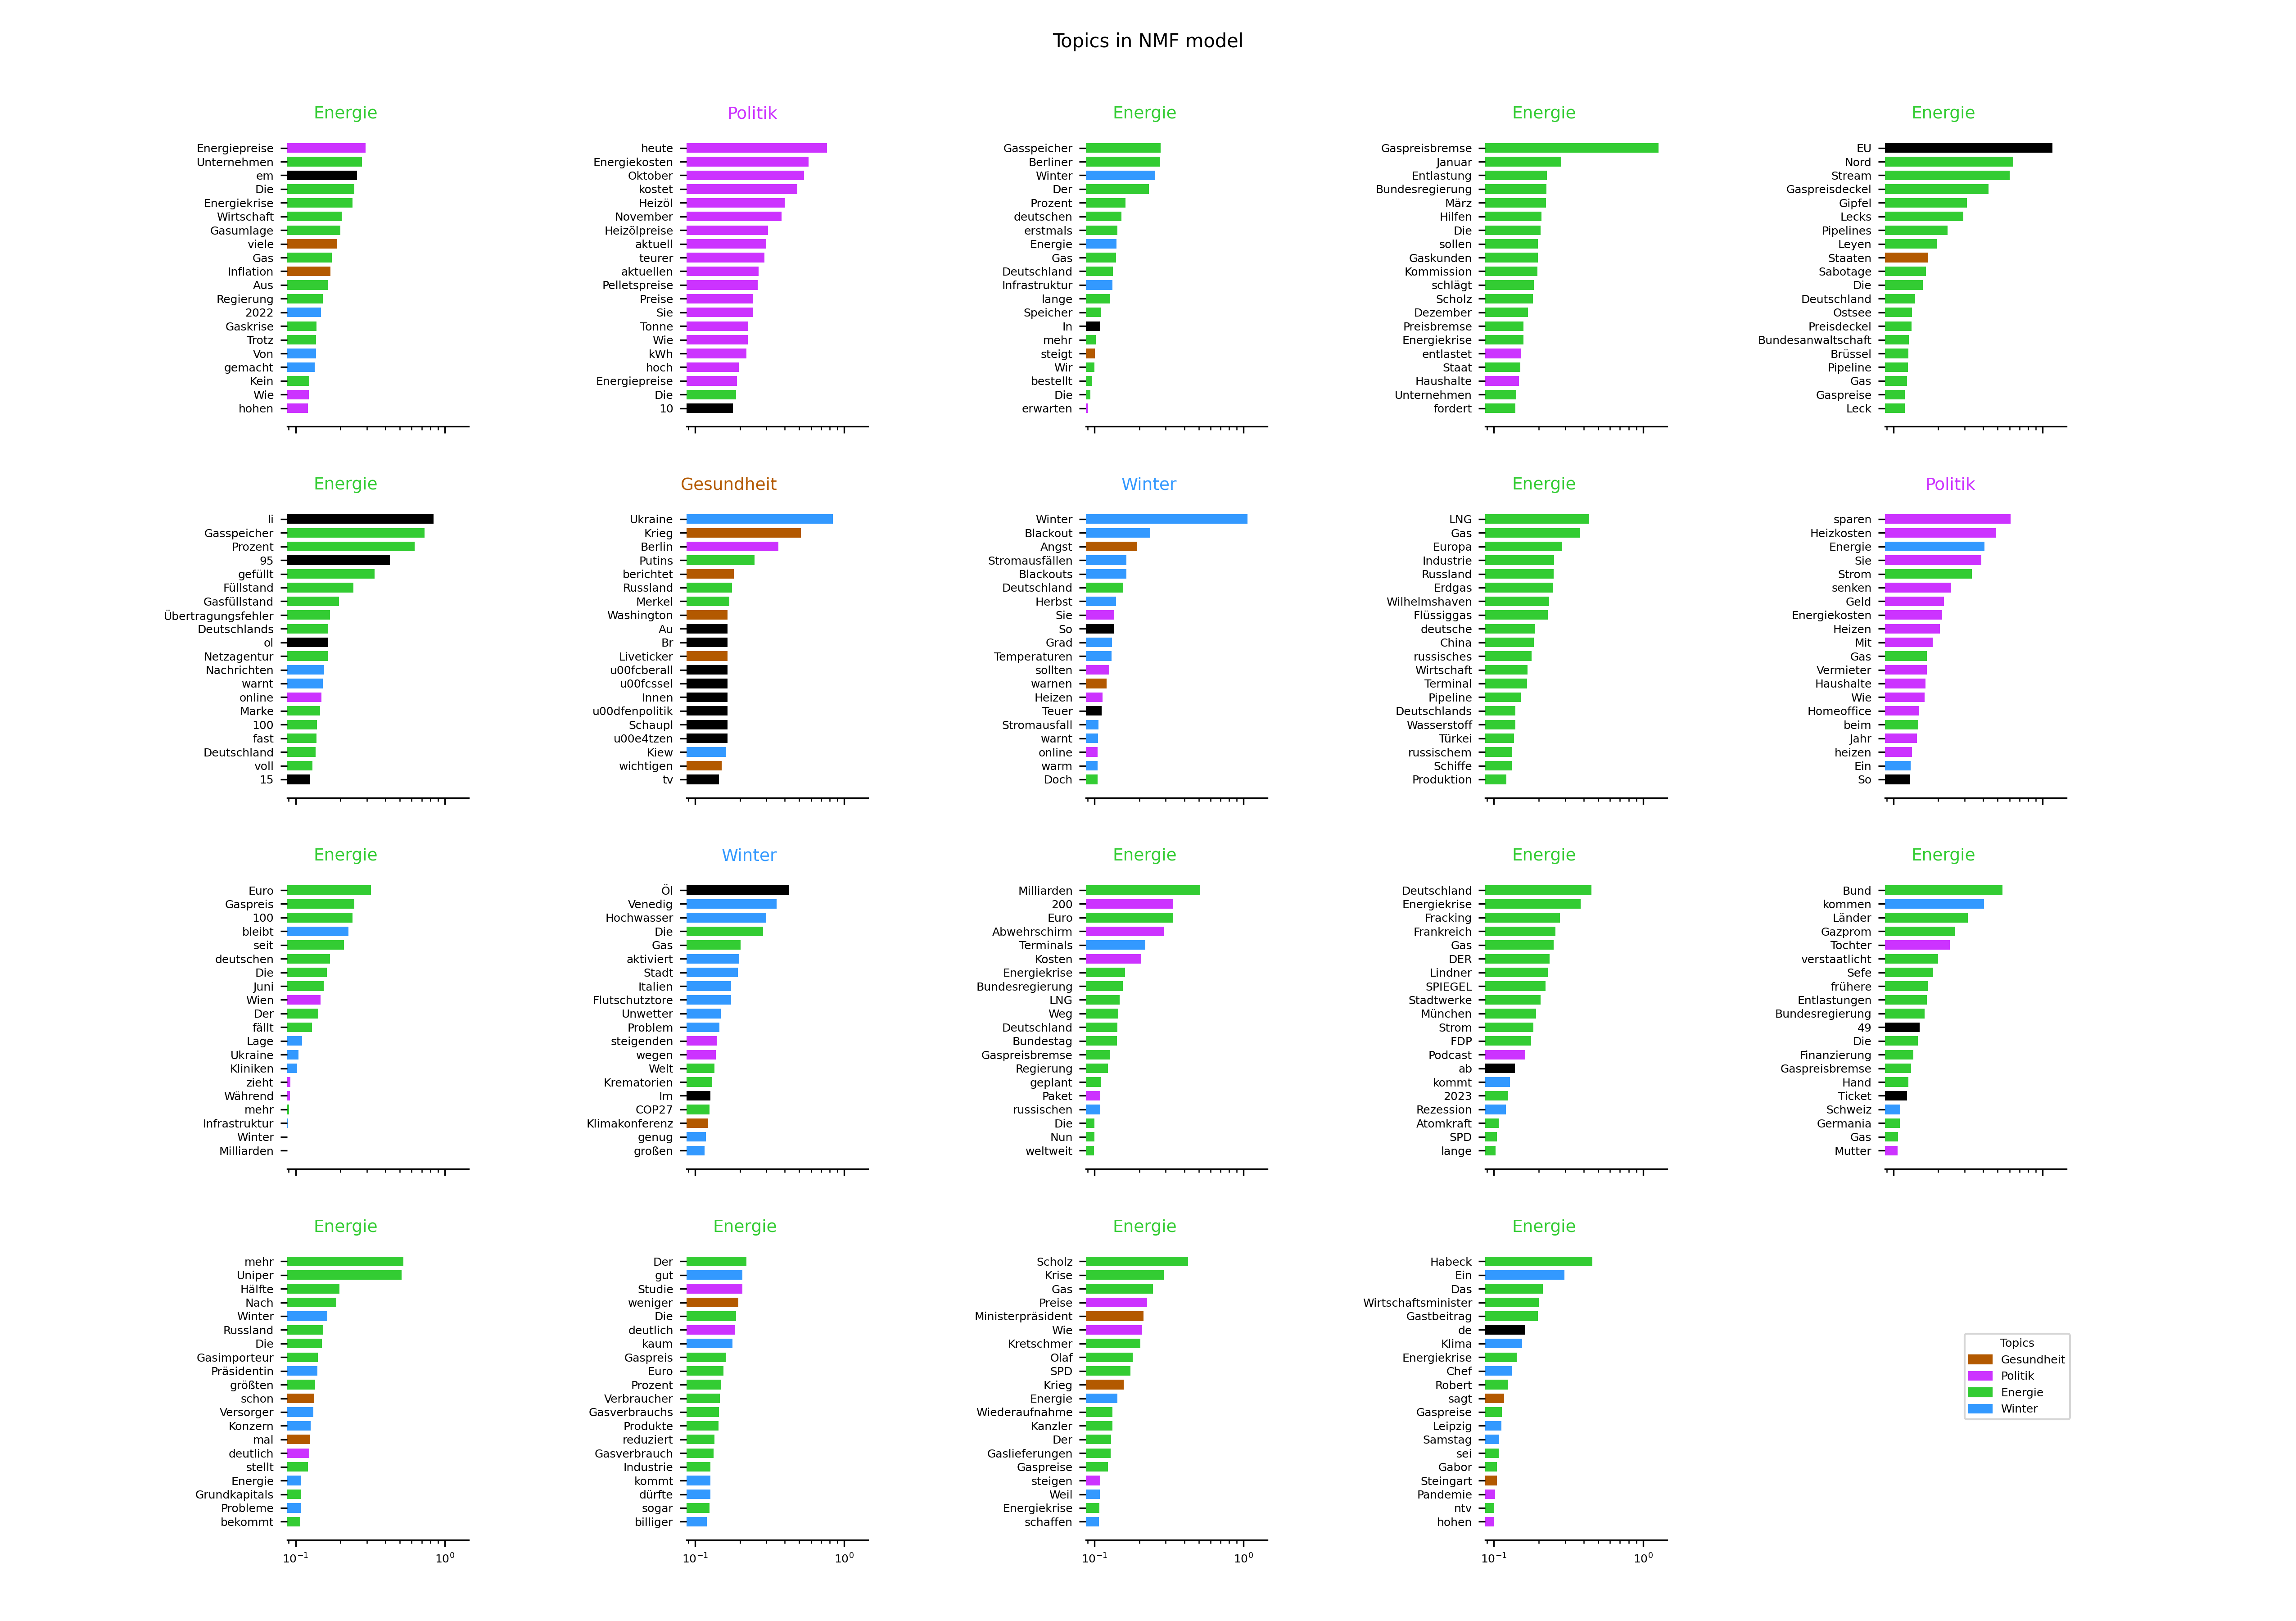 Topics in NMF model
Energie
Energiepreise
Unternehmen
em
Die
Energiekrise
Wirtschaft
Gasumlage
viele
Gas
Inflation
Aus
Regierung
2022
Gaskrise
Trotz
Von
gemacht
Kein
Wie
hohen
Politik
heute
Energiekosten
Oktober
kostet
Heizöl
November
Heizölpreise
aktuell
teurer
aktuellen
Pelletspreise
Preise
Sie
Tonne
Wie
kWh
hoch
Energiepreise
Die
10
Energie
Gasspeicher
Berliner
Winter
Der
Prozent
deutschen
erstmals
Energie
Gas
Deutschland
Infrastruktur
lange
Speicher
In
mehr
steigt
Wir
bestellt
Die
erwarten
Energie
Gaspreisbremse
Januar
Entlastung
Bundesregierung
März
Hilfen
Die
sollen
Gaskunden
Kommission
schlägt
Scholz
Dezember
Preisbremse
Energiekrise
entlastet
Staat
Haushalte
Unternehmen
fordert
Energie
EU
Nord
Stream
Gaspreisdeckel
Gipfel
Lecks
Pipelines
Leyen
Staaten
Sabotage
Die
Deutschland
Ostsee
Preisdeckel
Bundesanwaltschaft
Brüssel
Pipeline
Gas
Gaspreise
Leck
Energie
li
Gasspeicher
Prozent
95
gefüllt
Füllstand
Gasfüllstand
Übertragungsfehler
Deutschlands
ol
Netzagentur
Nachrichten
warnt
online
Marke
100
fast
Deutschland
voll
15
Gesundheit
Ukraine
Krieg
Berlin
Putins
berichtet
Russland
Merkel
Washington
Au
Br
Liveticker
u00fcberall
u00fcssel
Innen
u00dfenpolitik
Schaupl
u00e4tzen
Kiew
wichtigen
tv
Winter
Winter
Blackout
Angst
Stromausfällen
Blackouts
Deutschland
Herbst
Sie
So
Grad
Temperaturen
sollten
warnen
Heizen
Teuer
Stromausfall
warnt
online
warm
Doch
Energie
LNG
Gas
Europa
Industrie
Russland
Erdgas
Wilhelmshaven
Flüssiggas
deutsche
China
russisches
Wirtschaft
Terminal
Pipeline
Deutschlands
Wasserstoff
Türkei
russischem
Schiffe
Produktion
Politik
sparen
Heizkosten
Energie
Sie
Strom
senken
Geld
Energiekosten
Heizen
Mit
Gas
Vermieter
Haushalte
Wie
Homeoffice
beim
Jahr
heizen
Ein
So
Energie
Euro
Gaspreis
100
bleibt
seit
deutschen
Die
Juni
Wien
Der
fällt
Lage
Ukraine
Kliniken
zieht
Während
mehr
Infrastruktur
Winter
Milliarden
Winter
Öl
Venedig
Hochwasser
Die
Gas
aktiviert
Stadt
Italien
Flutschutztore
Unwetter
Problem
steigenden
wegen
Welt
Krematorien
Im
COP27
Klimakonferenz
genug
großen
Energie
Milliarden
200
Euro
Abwehrschirm
Terminals
Kosten
Energiekrise
Bundesregierung
LNG
Weg
Deutschland
Bundestag
Gaspreisbremse
Regierung
geplant
Paket
russischen
Die
Nun
weltweit
Energie
Deutschland
Energiekrise
Fracking
Frankreich
Gas
DER
Lindner
SPIEGEL
Stadtwerke
München
Strom
FDP
Podcast
ab
kommt
2023
Rezession
Atomkraft
SPD
lange
Energie
Bund
kommen
Länder
Gazprom
Tochter
verstaatlicht
Sefe
frühere
Entlastungen
Bundesregierung
49
Die
Finanzierung
Gaspreisbremse
Hand
Ticket
Schweiz
Germania
Gas
Mutter
Energie
mehr
Uniper
Hälfte
Nach
Winter
Russland
Die
Gasimporteur
Präsidentin
größten
schon
Versorger
Konzern
mal
deutlich
stellt
Energie
Grundkapitals
Probleme
bekommt
10⁻¹ 10⁰
Energie
Der
gut
Studie
weniger
Die
deutlich
kaum
Gaspreis
Euro
Prozent
Verbraucher
Gasverbrauchs
Produkte
reduziert
Gasverbrauch
Industrie
kommt
dürfte
sogar
billiger
10⁻¹ 10⁰
Energie
Scholz
Krise
Gas
Preise
Ministerpräsident
Wie
Kretschmer
Olaf
SPD
Krieg
Energie
Wiederaufnahme
Kanzler
Der
Gaslieferungen
Gaspreise
steigen
Weil
Energiekrise
schaffen
10⁻¹ 10⁰
Energie
Habeck
Ein
Das
Wirtschaftsminister
Gastbeitrag
de
Klima
Energiekrise
Chef
Robert
sagt
Gaspreise
Leipzig
Samstag
sei
Gabor
Steingart
Pandemie
ntv
hohen
10⁻¹ 10⁰
Topics
Gesundheit
Politik
Energie
Winter